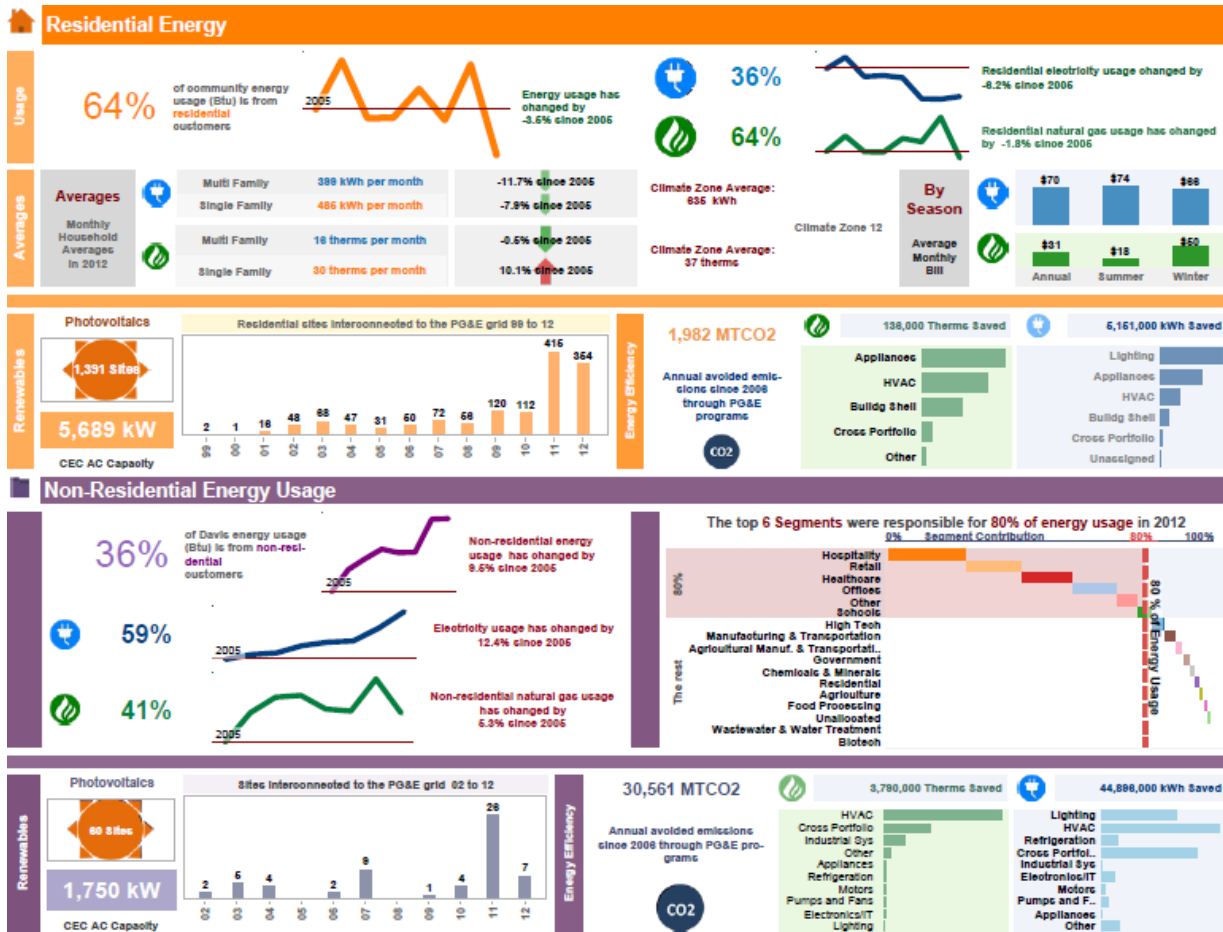 Residential Energy
Usage
64%
of community energy
usage (Btu) is from
residential
customers
2005
Energy usage has
changed by
-3.5% since 2005
36%
Residential electricity usage changed by
-6.2% since 2005
64%
Residential natural gas usage has changed
by -1.8% since 2005
Averages
Averages
Monthly
Household
Averages
in 2012
Multi Family
kWh per month
-11.7% since 2005
Single Family
485 kWh per month
-7.9% since 2005
Multi Family
16 therms per month
-0.5% since 2005
Single Family
30 therms per month
10.1% since 2005
Climate Zone Average:
635 kWh
Climate Zone 12
Climate Zone Average:
37 therms
By
Season
Average
Monthly
Bill
$70
$74
$66
$31
$18
$50
Annual
Summer
Winter
Renewables
Photovoltaics
1,391 Sites
5,689 kW
CEC AC Capacity
Residential sites interconnected to the PG&E grid 99 to 12
2
1
16
48
68
47
31
50
72
56
120
112
415
354
99
00
01
02
03
04
05
06
07
08
09
10
11
12
Energy Efficiency
1,982 MTCO2
Annual avoided emis-
sions since 2006
through PG&E
programs
CO2
136,000 Therms Saved
Appliances
HVAC
Buildg Shell
Cross Portfolio
Other
5,151,000 kWh Saved
Lighting
Appliances
HVAC
Buildg Shell
Cross Portfolio
Unassigned
Non-Residential Energy Usage
36%
of Davis energy usage
(Btu) is from non-resi-
dential
customers
2005
Non-residential energy
usage has changed by
9.5% since 2005
59%
2005
Electricity usage has changed by
12.4% since 2005
41%
2005
Non-residential natural gas usage
has changed by
5.3% since 2005
The top 6 Segments were responsible for 80% of energy usage in 2012
0%
Segment Contribution
80%
100%
80%
Hospitality
Retail
Healthcare
Offices
Other
Schools
The rest
High Tech
Manufacturing & Transportation
Agricultural Manuf. & Transportati..
Government
Chemicals & Minerals
Residential
Agriculture
Food Processing
Unallocated
Wastewater & Water Treatment
Biotech
80 % of Energy Usage
Renewables
Photovoltaics
60 Sites
1,750 kW
CEC AC Capacity
Sites interconnected to the PG&E grid 02 to 12
2
5
4
2
9
1
4
26
7
02
03
04
05
06
07
08
09
10
11
12
Energy Efficiency
30,561 MTCO2
Annual avoided emissions
since 2006 through PG&E pro-
grams
CO2
3,790,000 Therms Saved
HVAC
Cross Portfolio
Industrial Sys
Other
Appliances
Refrigeration
Motors
Pumps and Fans
Electronics/IT
Lighting
44,896,000 kWh Saved
Lighting
HVAC
Refrigeration
Cross Portfol..
Industrial Sys
Electronics/IT
Motors
Pumps and F..
Appliances
Other